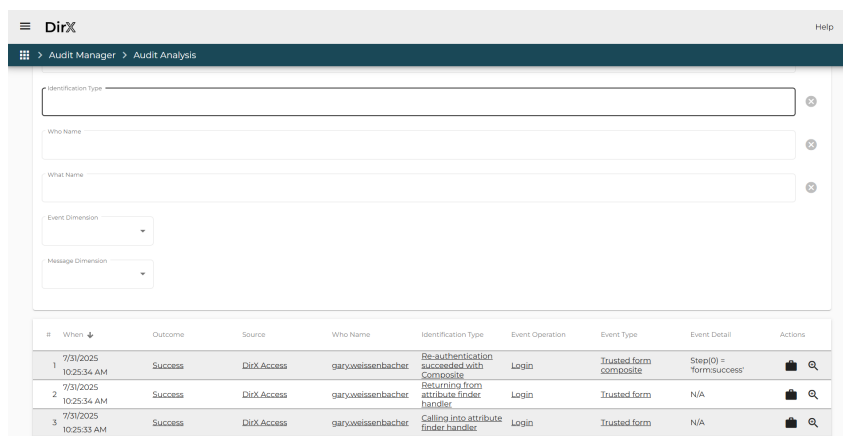 DirX
Help
Audit Manager > Audit Analysis
Identification Type
Who Name
What Name
Event Dimension
Message Dimension
# When Outcome Source Who Name Identification Type Event Operation Event Type Event Detail Actions
1 7/31/2025 10:25:34 AM Success DirX Access gary.weissenbacher Re-authentication succeeded with Composite Login Trusted form composite Step(0) = 'form:success'
2 7/31/2025 10:25:34 AM Success DirX Access gary.weissenbacher Returning from attribute finder handler Login Trusted form N/A
3 7/31/2025 10:25:33 AM Success DirX Access gary.weissenbacher Calling into attribute finder handler Login Trusted form N/A